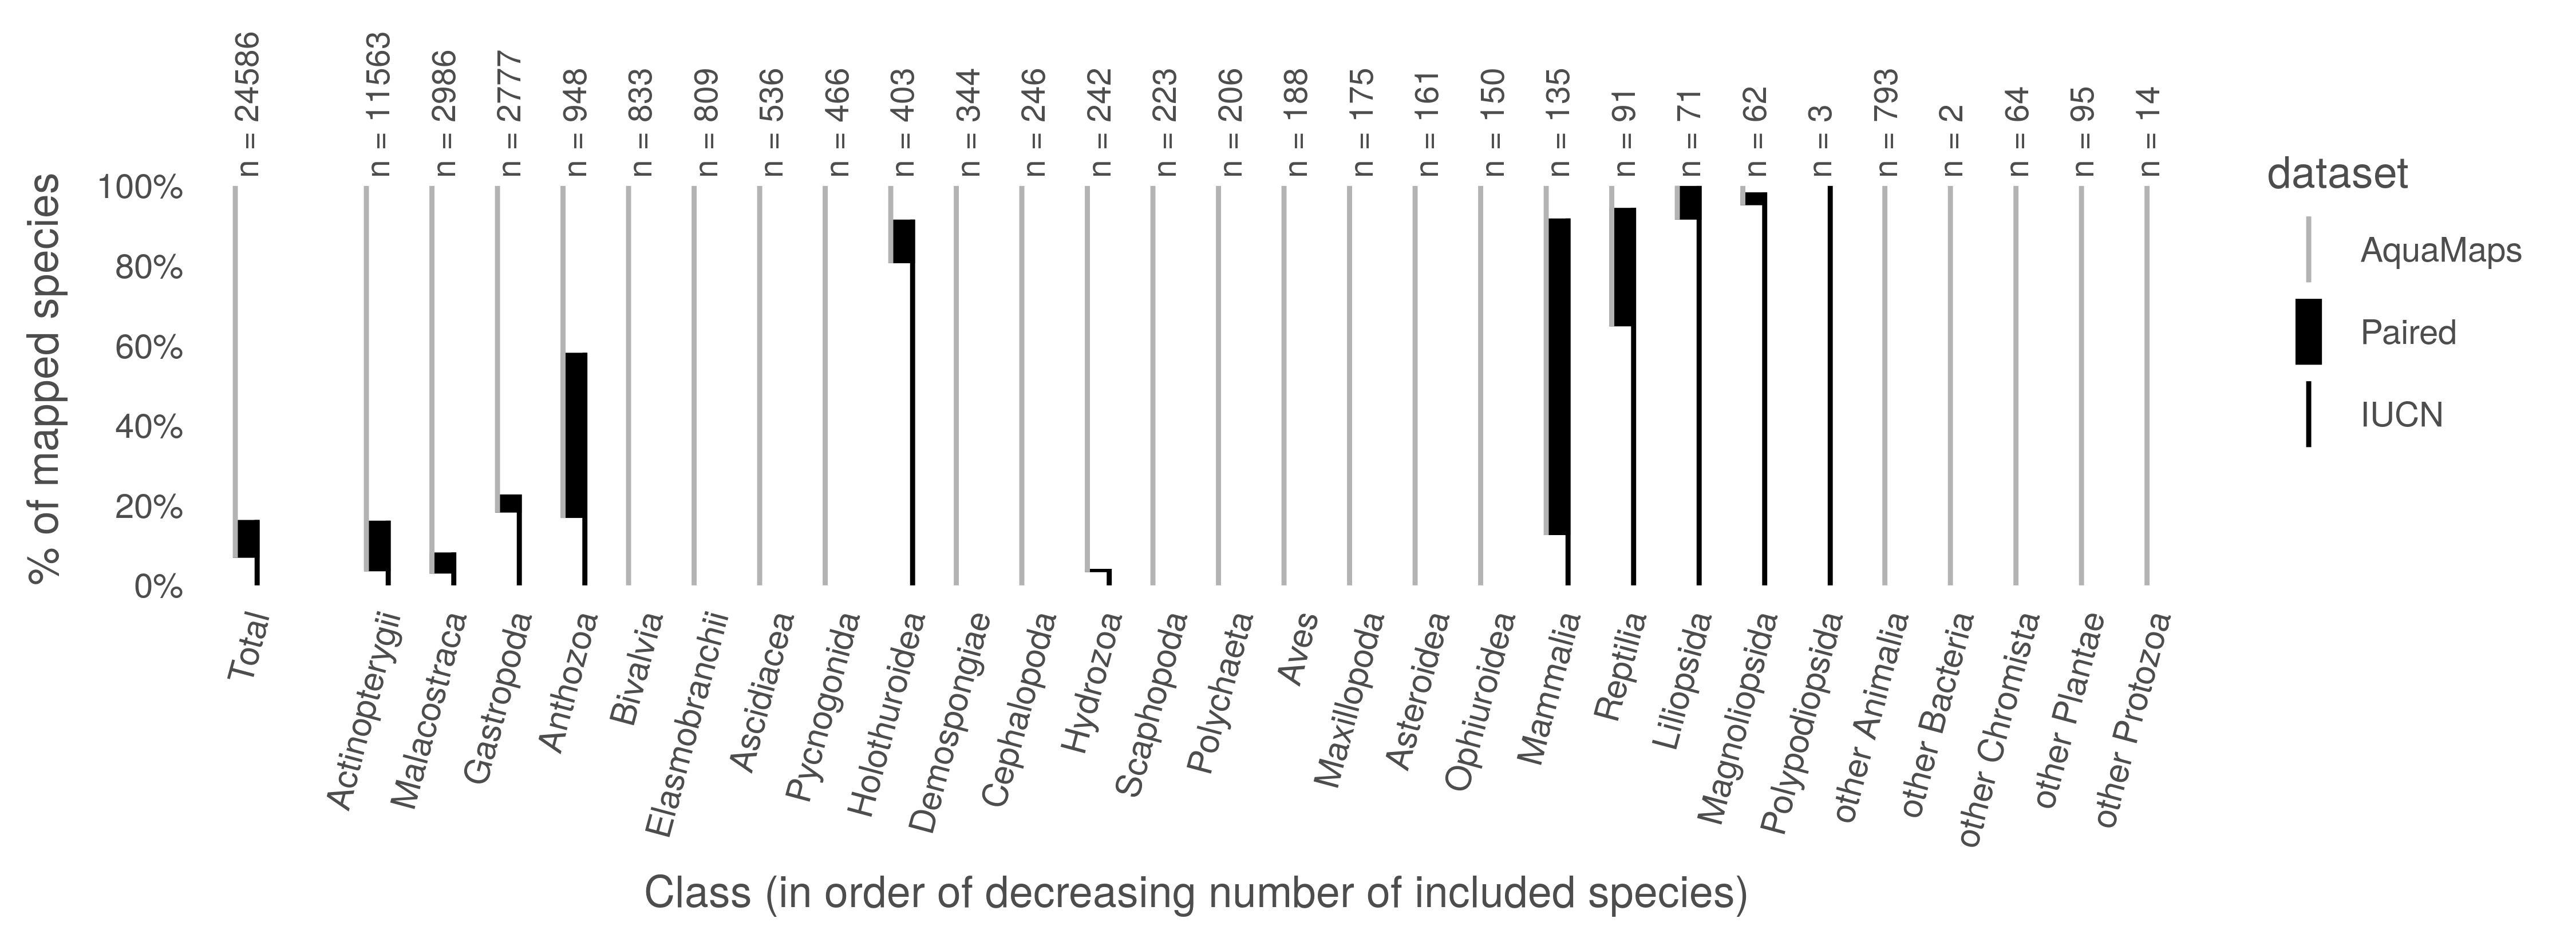 n = 24586
n = 11563
n = 2986
n = 2777
n = 948
n = 833
n = 809
n = 536
n = 466
n = 403
n = 344
n = 246
n = 242
n = 223
n = 206
n = 188
n = 175
n = 161
n = 150
n = 135
n = 91
n = 71
n = 62
n = 3
n = 793
n = 2
n = 64
n = 95
n = 14
% of mapped species
100%
80%
60%
40%
20%
0%
Total
Actinopterygii
Malacostraca
Gastropoda
Anthozoa
Bivalvia
Elasmobranchii
Ascidiacea
Pycnogonida
Holothuroidea
Demospongiae
Cephalopoda
Hydrozoa
Scaphopoda
Polychaeta
Aves
Maxillopoda
Asteroidea
Ophiuroidea
Mammalia
Reptilia
Liliopsida
Magnoliopsida
Polypodiopsida
other Animalia
other Bacteria
other Chromista
other Plantae
other Protozoa
Class (in order of decreasing number of included species)
dataset
AquaMaps
Paired
IUCN